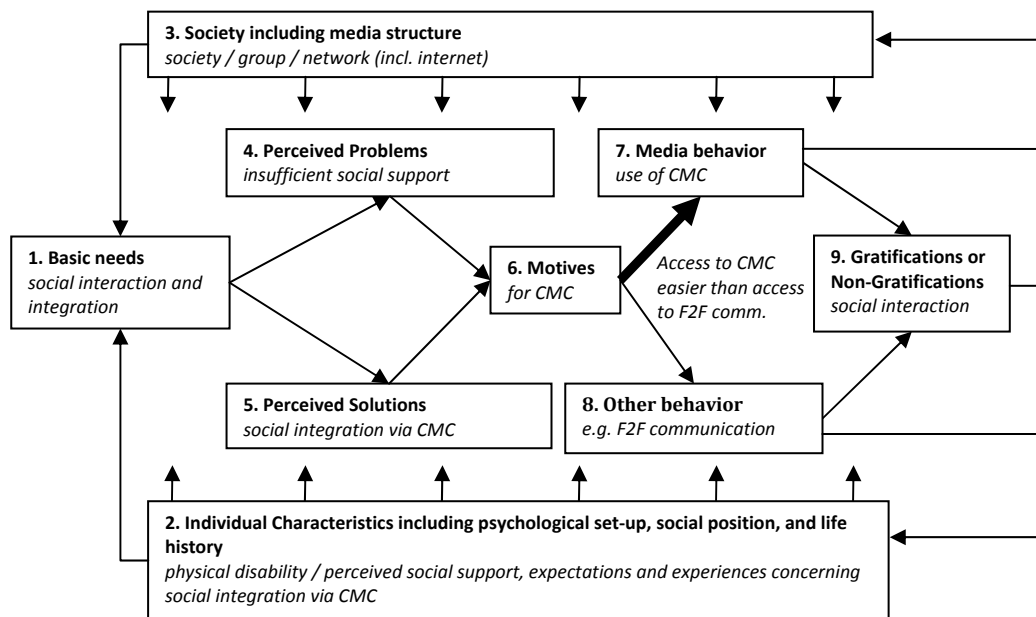 3. Society including media structure
society / group / network (incl. internet)
4. Perceived Problems
insufficient social support
7. Media behavior
use of CMC
1. Basic needs
social interaction and
integration
6. Motives
for CMC
Access to CMC
easier than access
to F2F comm.
9. Gratifications or
Non-Gratifications
social interaction
5. Perceived Solutions
social integration via CMC
8. Other behavior
e.g. F2F communication
2. Individual Characteristics including psychological set-up, social position, and life
history
physical disability / perceived social support, expectations and experiences concerning
social integration via CMC